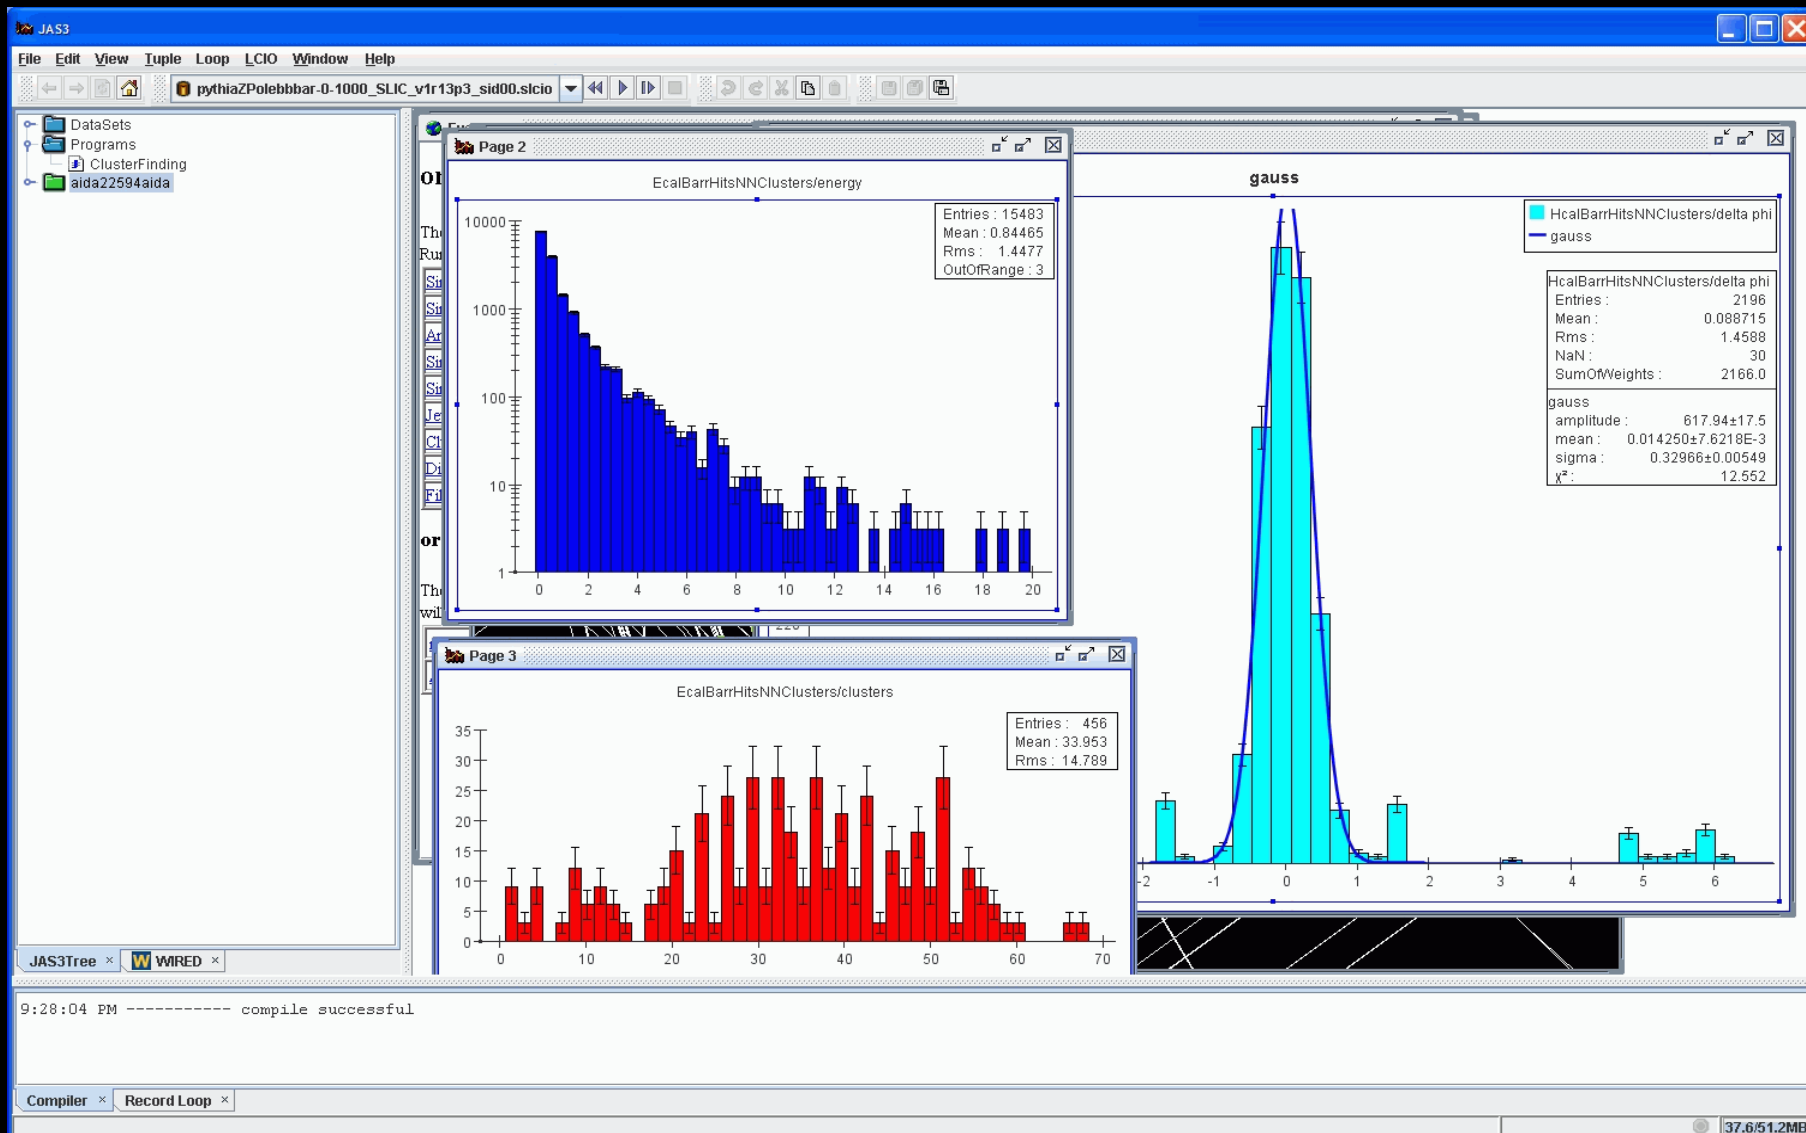 JAS3
File Edit View Tuple Loop LCIO Window Help
pythiaZPolebbbar-0-1000_SLIC_v1r13p3_sid00.slcio
DataSets
Programs
ClusterFinding
aida22594aida
Page 2
EcalBarrHitsNNClusters/energy
Entries : 15483
Mean : 0.84465
Rms : 1.4477
OutOfRange : 3
10000
1000
100
10
1
0 2 4 6 8 10 12 14 16 18 20
gauss
HcalBarrHitsNNClusters/delta phi
gauss
HcalBarrHitsNNClusters/delta phi
Entries : 2196
Mean : 0.088715
Rms : 1.4588
NaN : 30
SumOfWeights : 2166.0
gauss
amplitude : 617.94±17.5
mean : 0.014250±7.6218E-3
sigma : 0.32966±0.00549
χ² : 12.552
-2 -1 0 1 2 3 4 5 6
Page 3
EcalBarrHitsNNClusters/clusters
Entries : 456
Mean : 33.953
Rms : 14.789
35
30
25
20
15
10
5
0
0 10 20 30 40 50 60 70
JAS3Tree × W WIRED ×
9:28:04 PM ----------- compile successful
Compiler × Record Loop ×
37.6/51.2MB